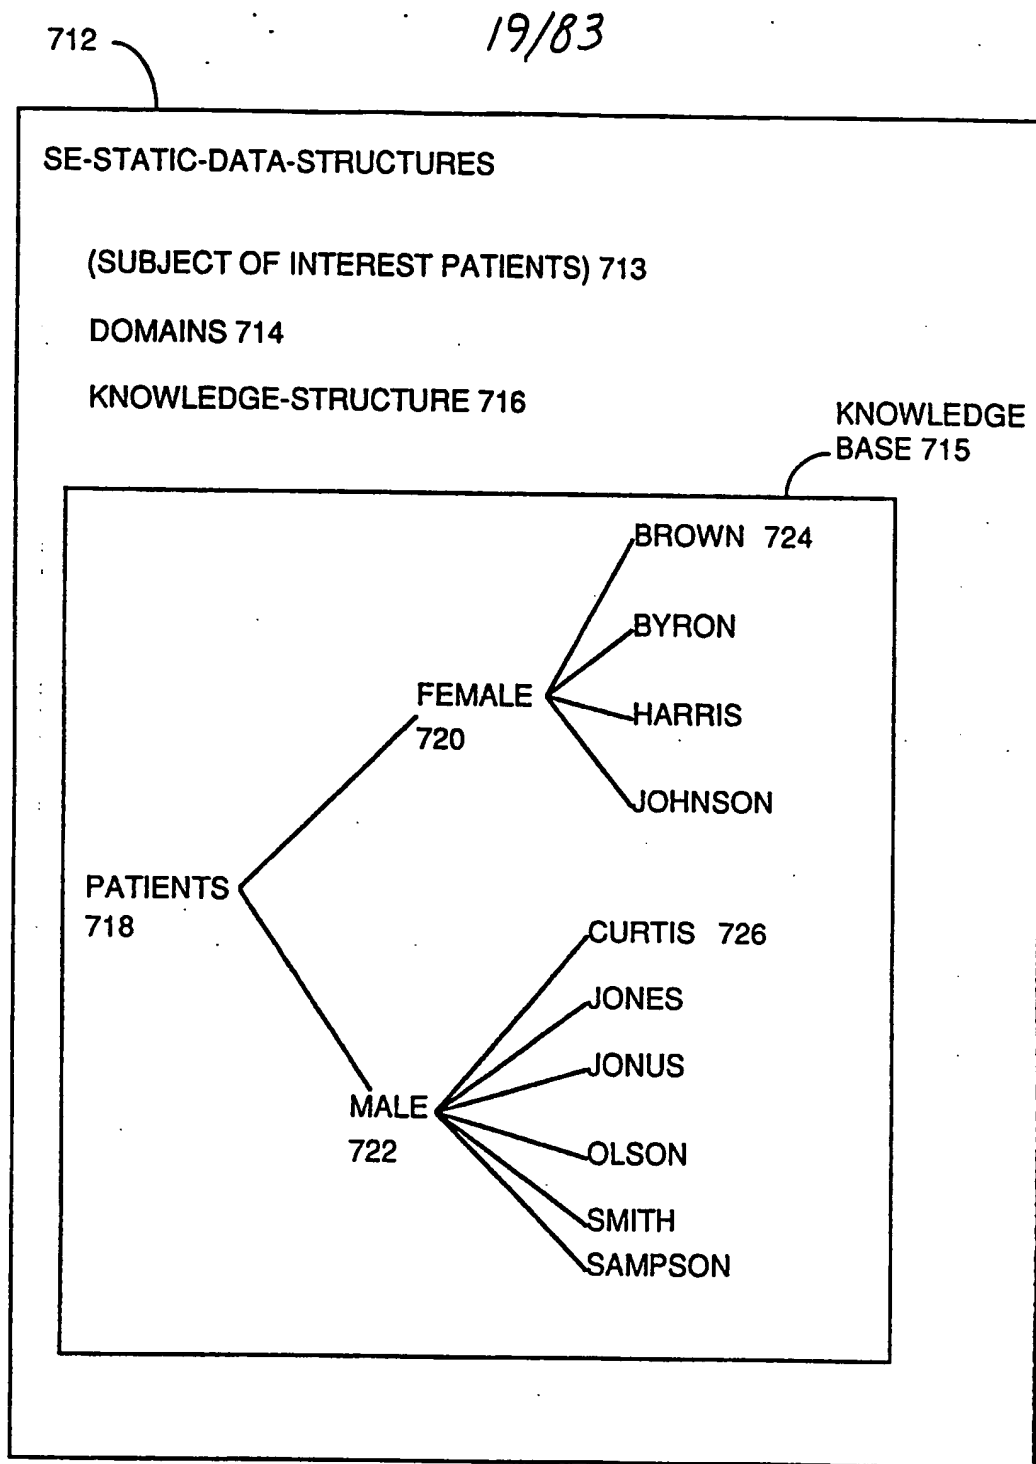 19/83
712
SE-STATIC-DATA-STRUCTURES
(SUBJECT OF INTEREST PATIENTS) 713
DOMAINS 714
KNOWLEDGE-STRUCTURE 716
KNOWLEDGE
BASE 715
BROWN 724
BYRON
FEMALE
720
HARRIS
JOHNSON
PATIENTS
718
CURTIS 726
JONES
JONUS
MALE
722
OLSON
SMITH
SAMPSON